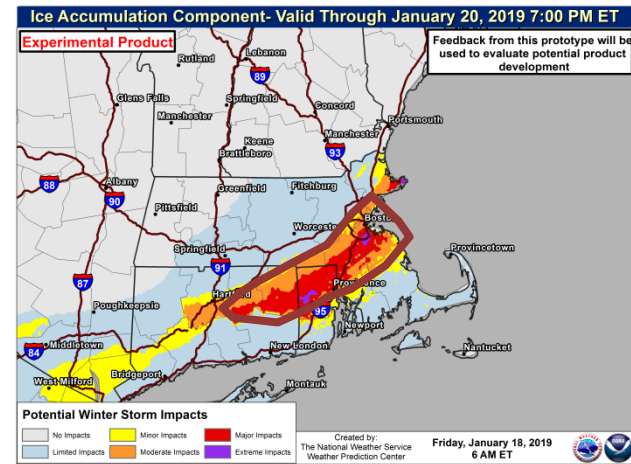 Ice Accumulation Component- Valid Through January 20, 2019 7:00 PM ET
Experimental Product
Feedback from this prototype will be
used to evaluate potential product
development
Rutland
Lebanon
89
Glens Falls
Springfield
Concord
Manchester
Portsmouth
Keene
Manchester
Brattleboro
93
88
Albany
90
Greenfield
Fitchburg
Pittsfield
Boston
Worcester
Springfield
Provincetown
91
87
Hartford
Providence
Poughkeepsie
95
Newport
84
Middletown
New London
Nantucket
Bridgeport
West Milford
Montauk
Potential Winter Storm Impacts
No Impacts
Minor Impacts
Major Impacts
Limited Impacts
Moderate Impacts
Extreme Impacts
Created by:
The National Weather Service
Weather Prediction Center
Friday, January 18, 2019
6 AM ET